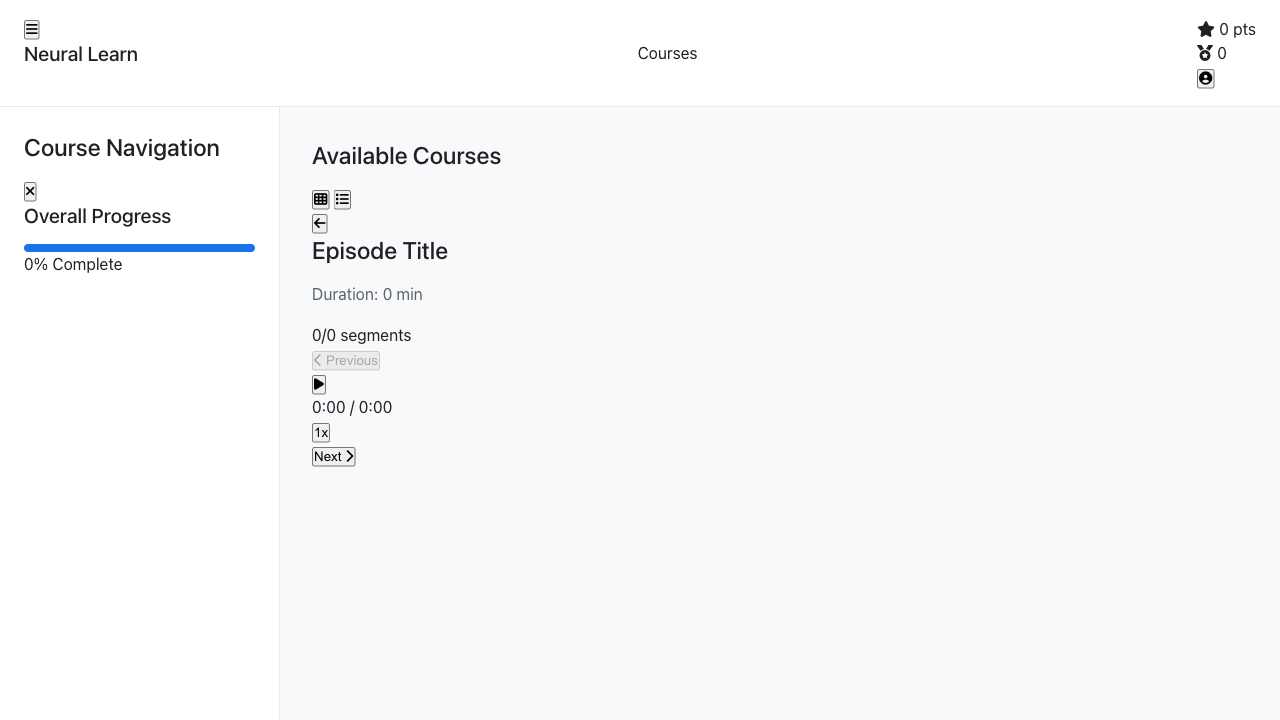 Neural Learn
Courses
0 pts
0
Course Navigation
Overall Progress
0% Complete
Available Courses
Episode Title
Duration: 0 min
0/0 segments
Previous
0:00 / 0:00
1x
Next